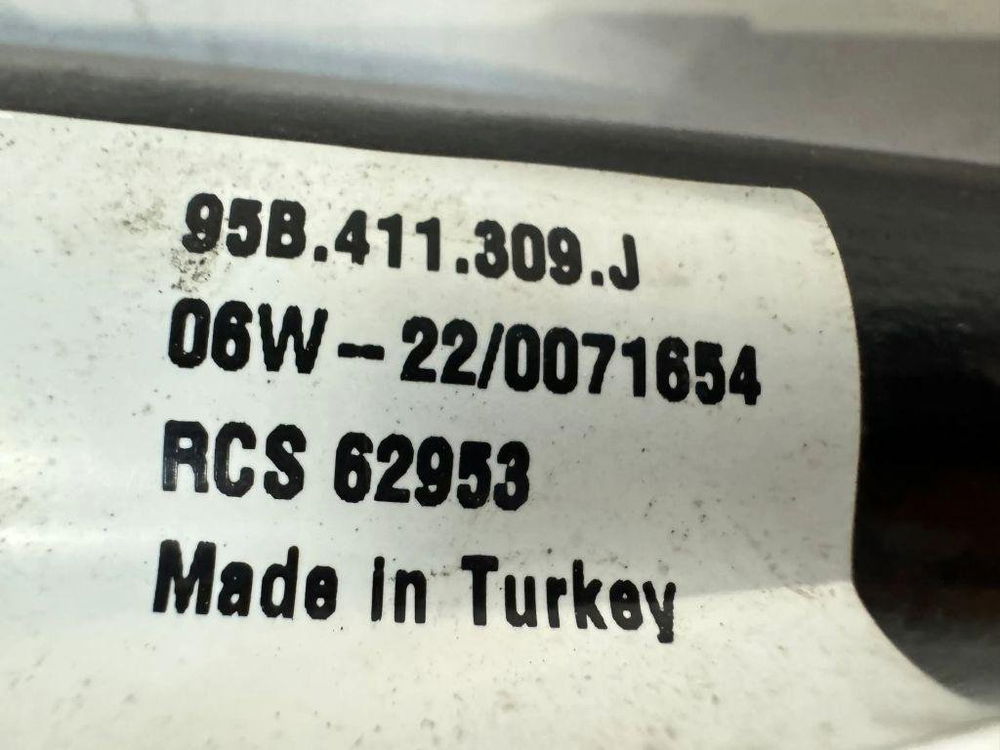 95B.411.309.J
06W-22/0071654
RCS 62953
Made in Turkey